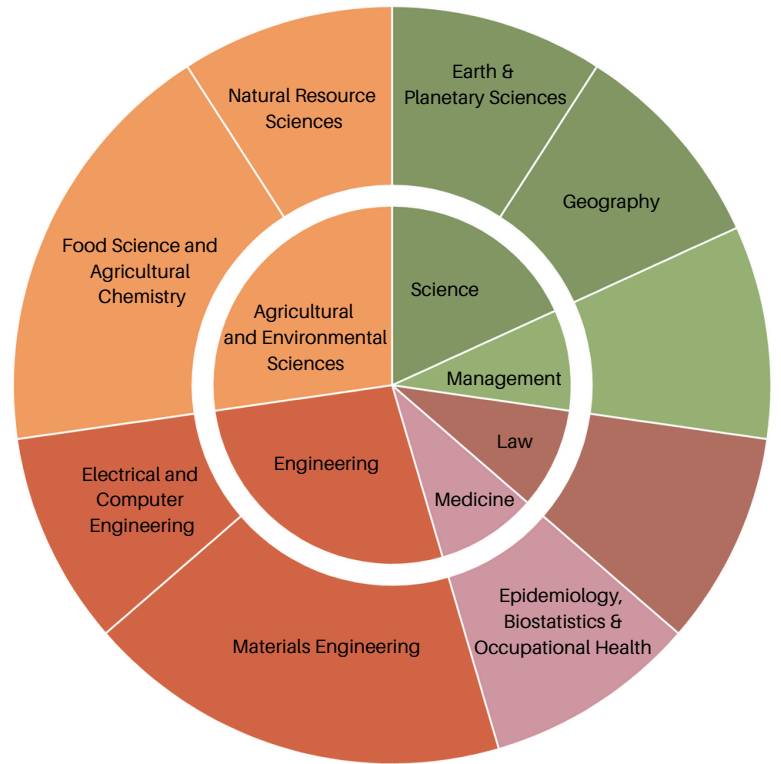 Natural Resource
Sciences
Earth &
Planetary Sciences
Geography
Food Science and
Agricultural
Chemistry
Science
Agricultural
and Environmental
Sciences
Management
Law
Engineering
Medicine
Electrical and
Computer
Engineering
Materials Engineering
Epidemiology,
Biostatistics &
Occupational Health